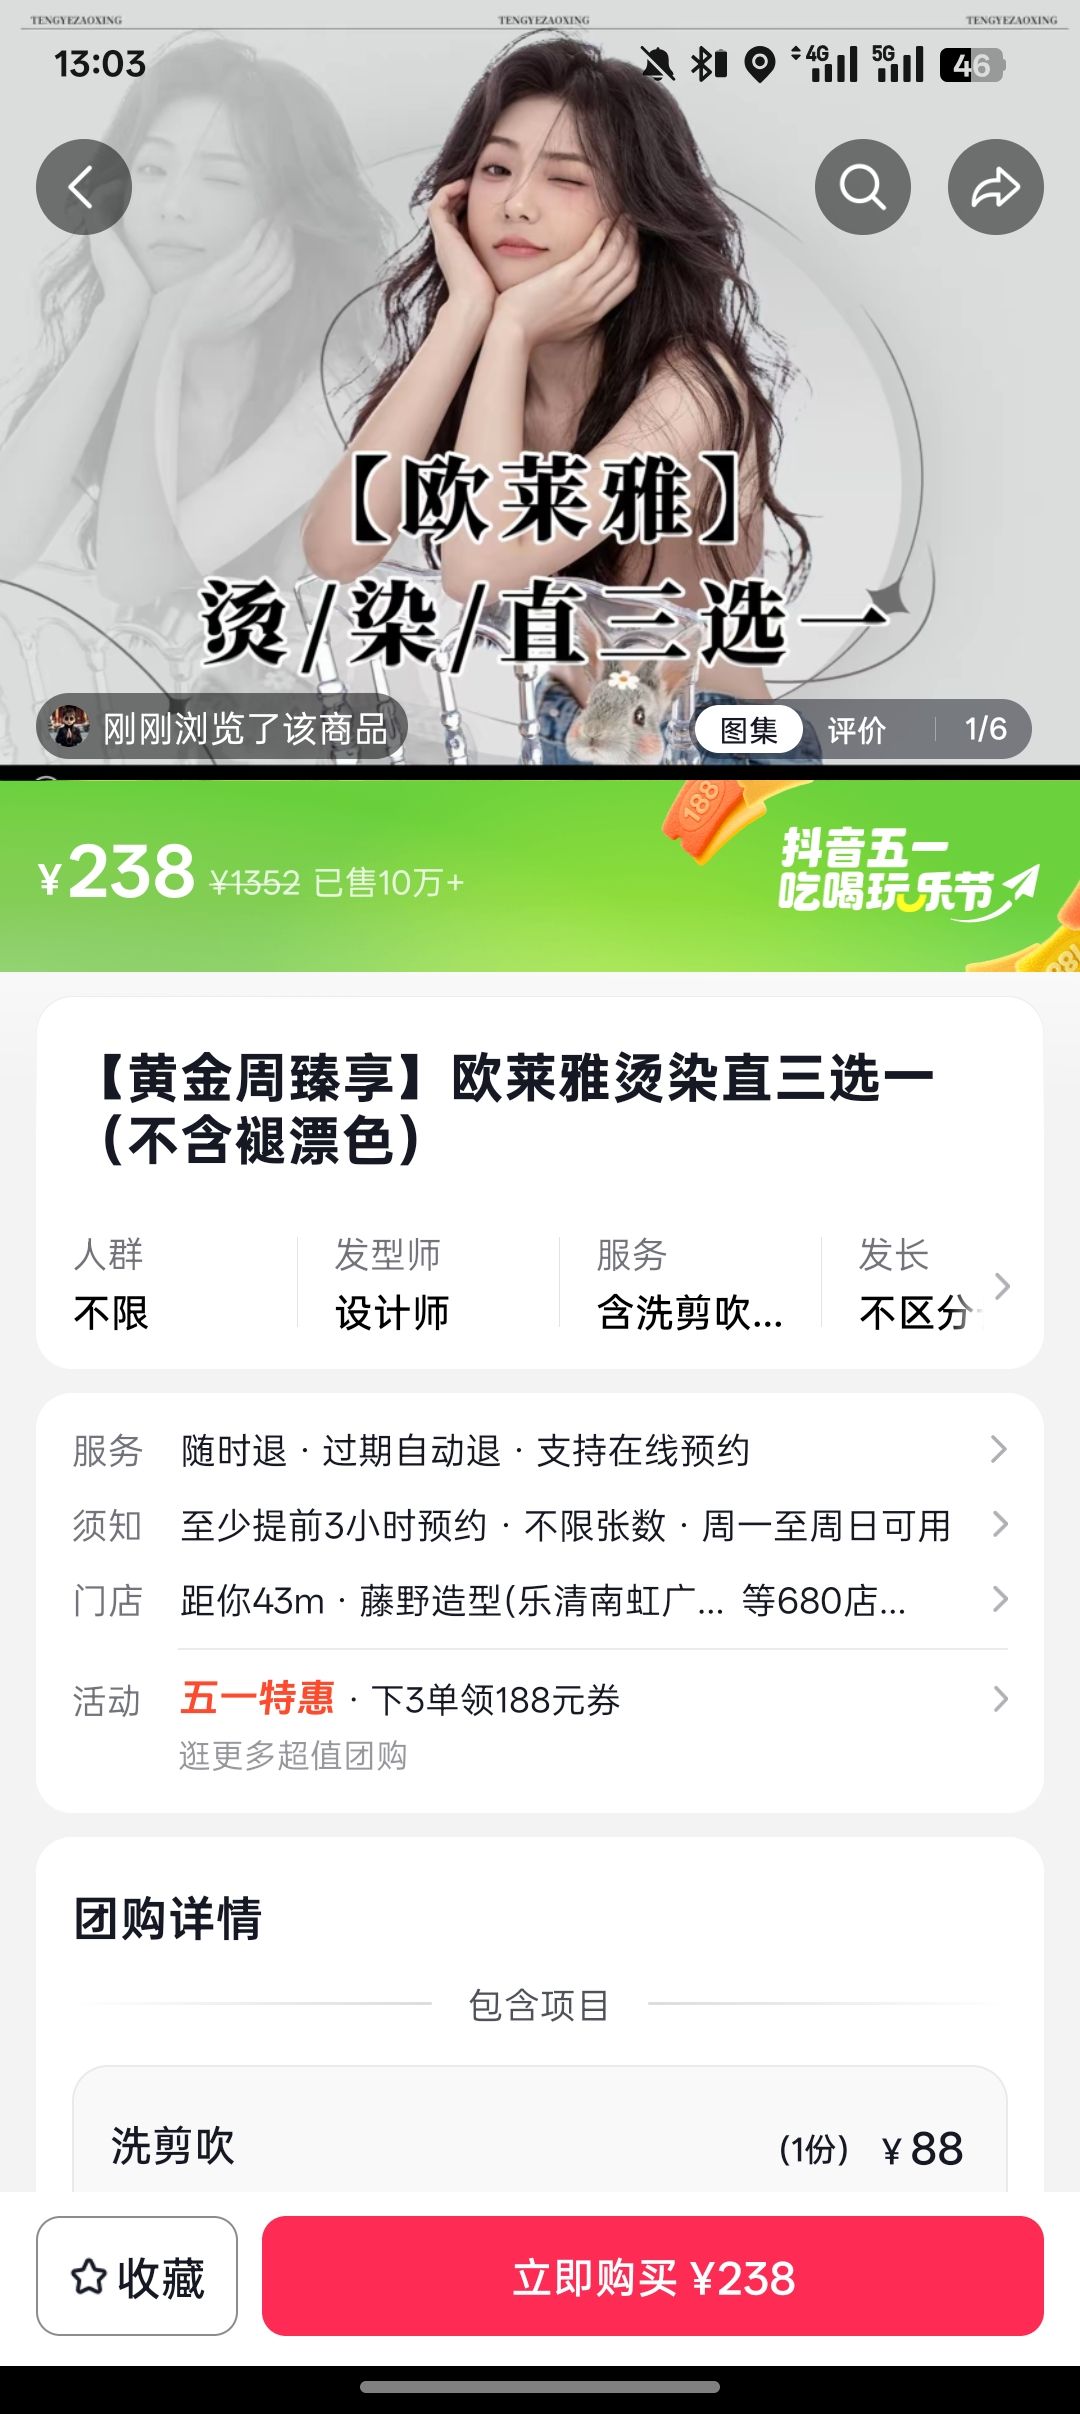 TENGYEZAOXING TENGYEZAOXING TENGYEZAOXING
13:03 4G 5G 46
【欧莱雅】
烫/染/直三选一
刚刚浏览了该商品 图集 评价 1/6
188
¥238 ¥1352 已售10万+
抖音五一
吃喝玩乐节
【黄金周臻享】欧莱雅烫染直三选一
（不含褪漂色）
人群 发型师 服务 发长
不限 设计师 含洗剪吹... 不区分
服务 随时退 · 过期自动退 · 支持在线预约
须知 至少提前3小时预约 · 不限张数 · 周一至周日可用
门店 距你43m · 藤野造型(乐清南虹广... 等680店...
活动 五一特惠 · 下3单领188元券
逛更多超值团购
团购详情
包含项目
洗剪吹 (1份) ¥88
收藏 立即购买 ¥238